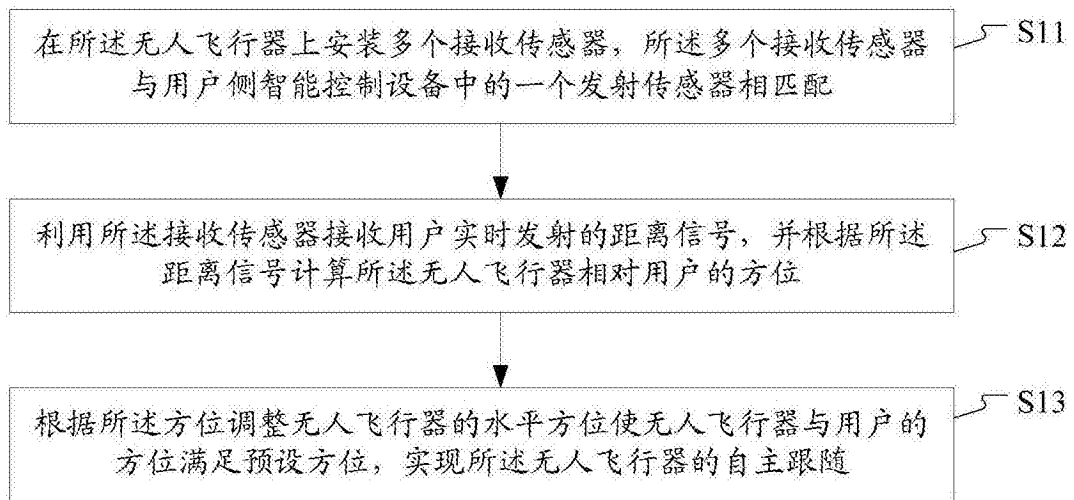 在所述无人飞行器上安装多个接收传感器，所述多个接收传感器
与用户侧智能控制设备中的一个发射传感器相匹配
S11
利用所述接收传感器接收用户实时发射的距离信号，并根据所述
距离信号计算所述无人飞行器相对用户的方位
S12
根据所述方位调整无人飞行器的水平方位使无人飞行器与用户的
方位满足预设方位，实现所述无人飞行器的自主跟随
S13